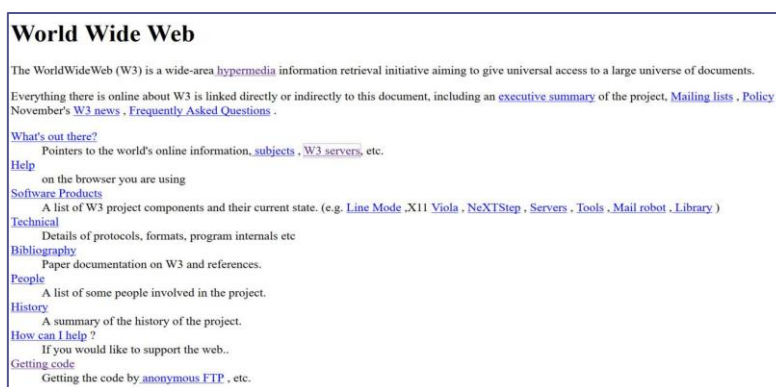 World Wide Web
The WorldWideWeb (W3) is a wide-area hypermedia information retrieval initiative aiming to give universal access to a large universe of documents.
Everything there is online about W3 is linked directly or indirectly to this document, including an executive summary of the project, Mailing lists , Policy
November's W3 news , Frequently Asked Questions .
What's out there?
Pointers to the world's online information, subjects , W3 servers, etc.
Help
on the browser you are using
Software Products
A list of W3 project components and their current state. (e.g. Line Mode ,X11 Viola , NeXTStep , Servers , Tools , Mail robot , Library )
Technical
Details of protocols, formats, program internals etc
Bibliography
Paper documentation on W3 and references.
People
A list of some people involved in the project.
History
A summary of the history of the project.
How can I help ?
If you would like to support the web..
Getting code
Getting the code by anonymous FTP , etc.